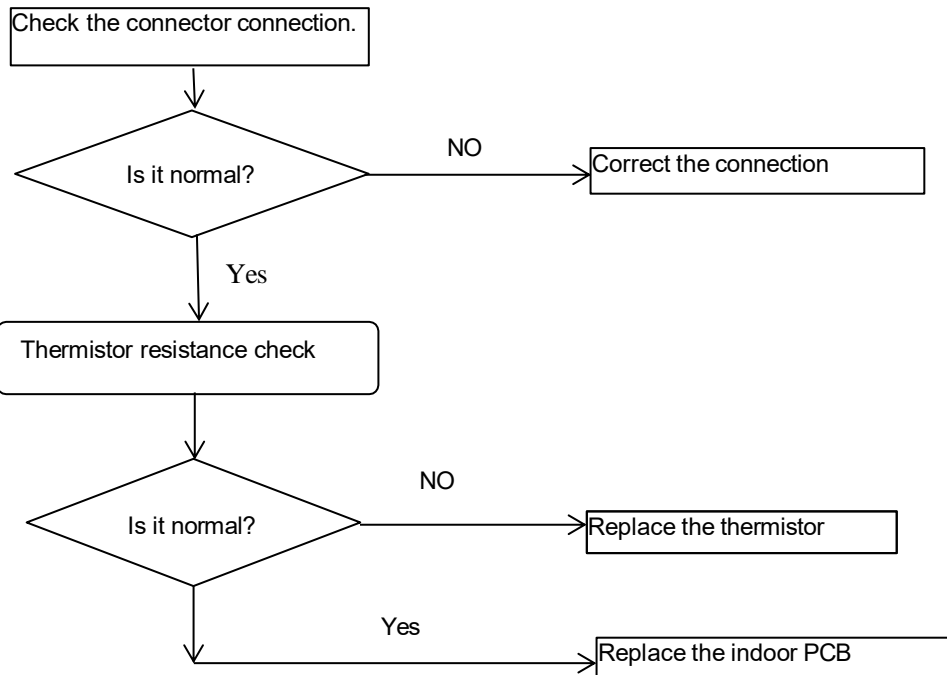 Check the connector connection.
NO
Is it normal?
Correct the connection
Yes
Thermistor resistance check
NO
Is it normal?
Replace the thermistor
Yes
Replace the indoor PCB